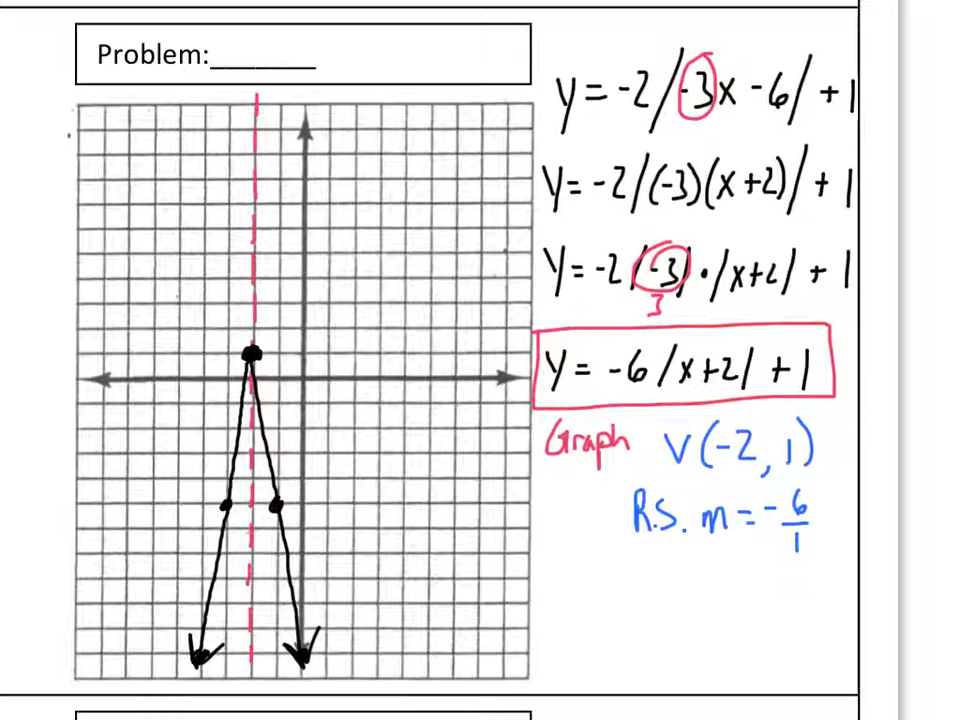 Problem:_______
y = -2/-3x -6/ +1
y = -2/(-3)(x+2)/ + 1
y = -2/-3/•/x+2/ + 1
3
y = -6/x+2/ +1
Graph V(-2, 1)
R.S. m = -6/1